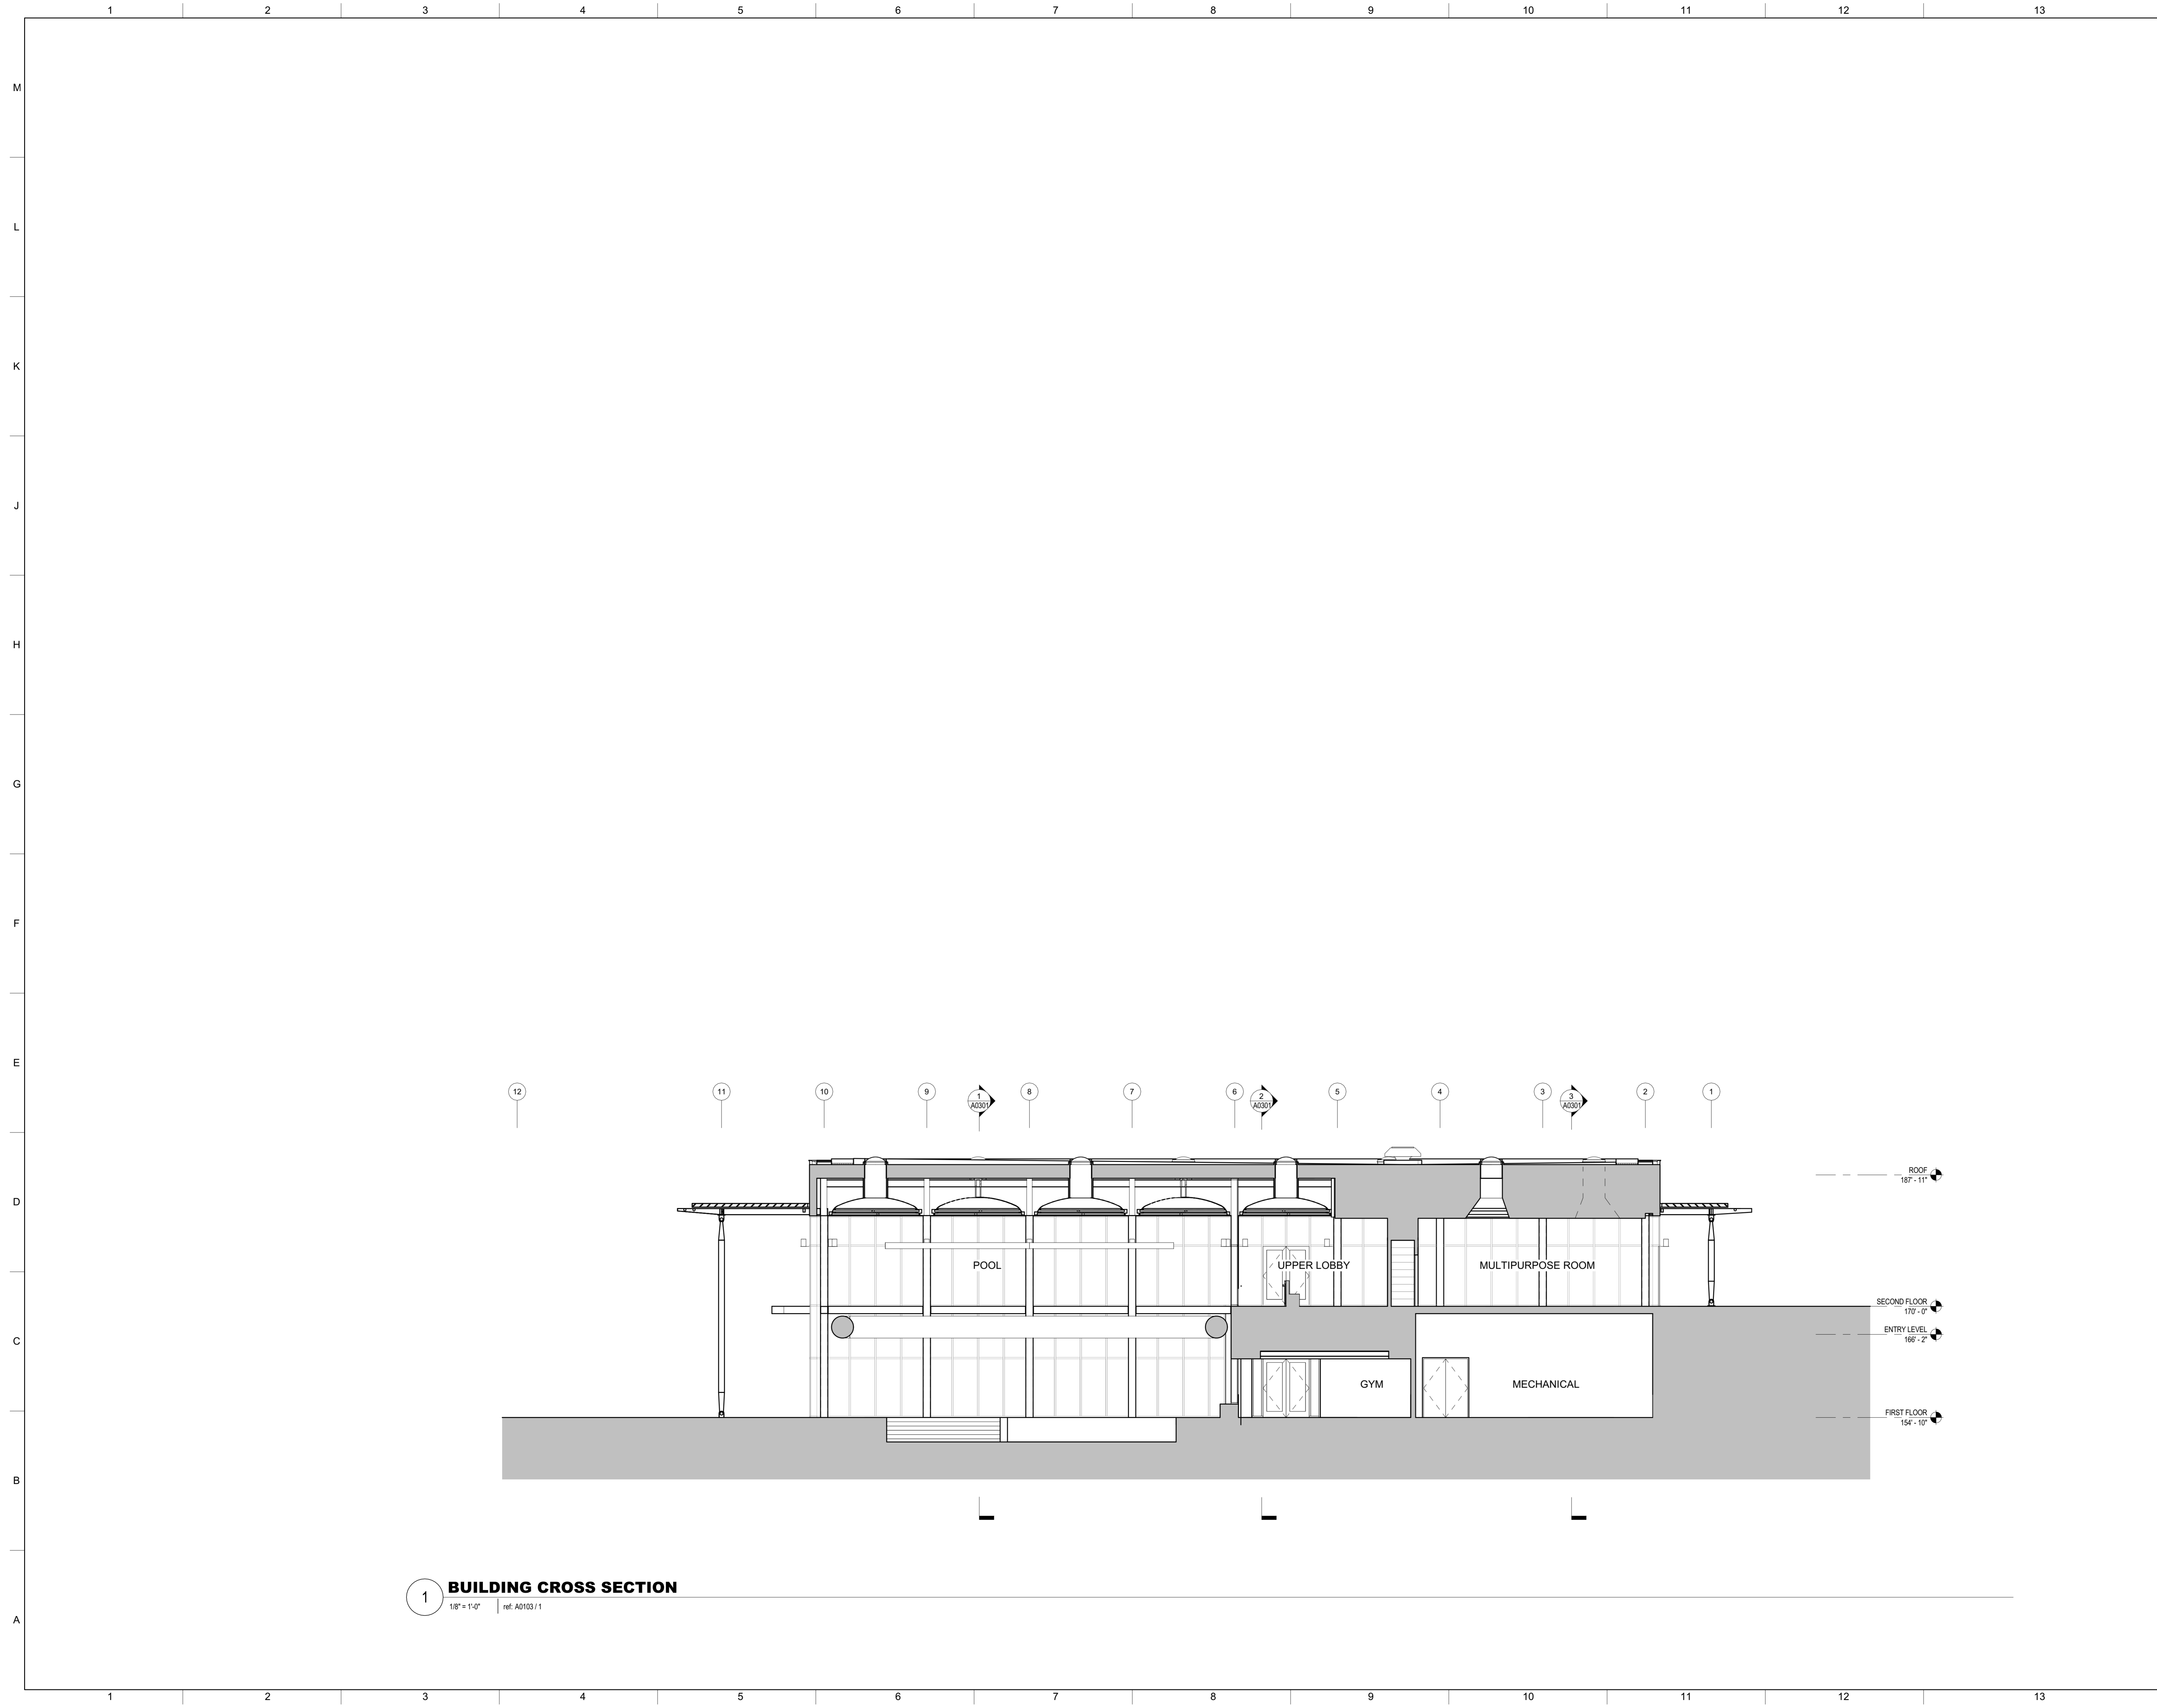 1 2 3 4 5 6 7 8 9 10 11 12 13
M
L
K
J
H
G
F
E
D
C
B
A
12 11 10 9 8 7 6 5 4 3 2 1
1
A0301
2
A0301
3
A0301
ROOF
187' - 11"
POOL
UPPER LOBBY
MULTIPURPOSE ROOM
SECOND FLOOR
170' - 0"
ENTRY LEVEL
166' - 2"
GYM
MECHANICAL
FIRST FLOOR
154' - 10"
1
BUILDING CROSS SECTION
1/8" = 1'-0"
ref: A0103 / 1
1 2 3 4 5 6 7 8 9 10 11 12 13